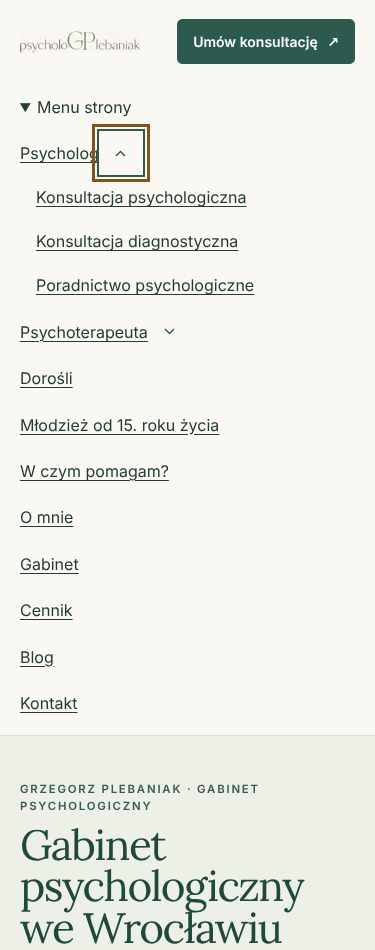 psycholoGPlebaniak
Umów konsultację ↗
▼ Menu strony
Psycholog
Konsultacja psychologiczna
Konsultacja diagnostyczna
Poradnictwo psychologiczne
Psychoterapeuta
Dorośli
Młodzież od 15. roku życia
W czym pomagam?
O mnie
Gabinet
Cennik
Blog
Kontakt
GRZEGORZ PLEBANIAK · GABINET
PSYCHOLOGICZNY
Gabinet
psychologiczny
we Wrocławiu